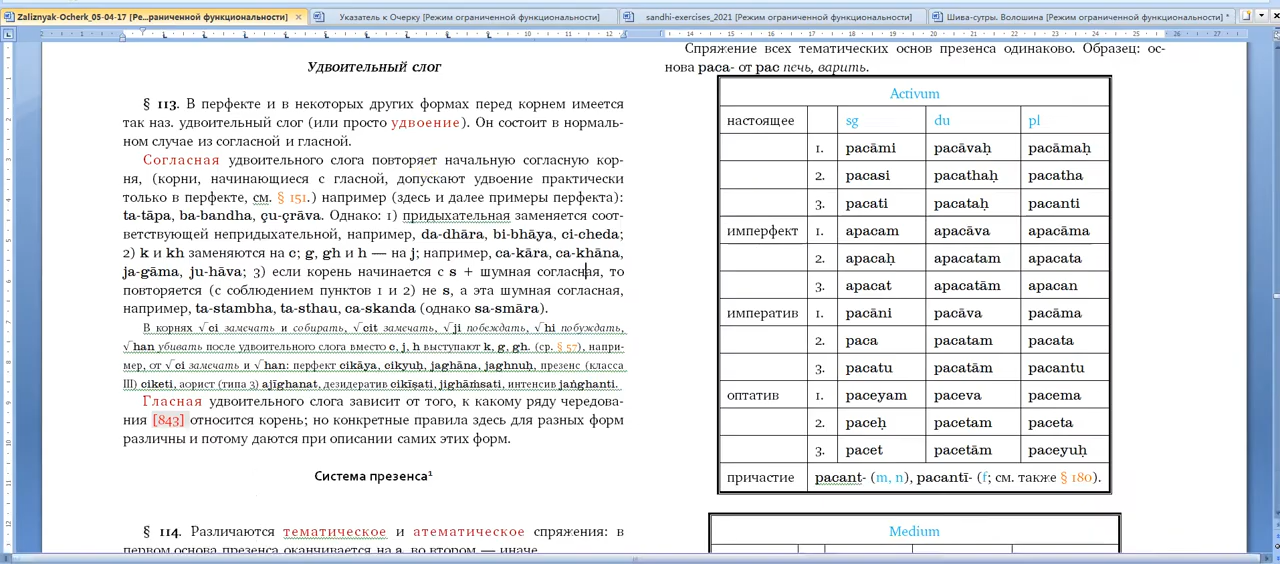 Zaliznyak-Ocherk_05-04-17 [Ре...раниченной функциональности]
Указатель к Очерку [Режим ограниченной функциональности]
sandhi-exercises_2021 [Режим ограниченной функциональности]
Шива-сутры. Волошина [Режим ограниченной функциональности] *
Удвоительный слог
§ 113. В перфекте и в некоторых других формах перед корнем имеется
так наз. удвоительный слог (или просто удвоение). Он состоит в нормаль-
ном случае из согласной и гласной.
Согласная удвоительного слога повторяет начальную согласную кор-
ня, (корни, начинающиеся с гласной, допускают удвоение практически
только в перфекте, см. § 151.) например (здесь и далее примеры перфекта):
ta-tāpa, ba-bandha, çu-çrāva. Однако: 1) придыхательная заменяется соот-
ветствующей непридыхательной, например, da-dhāra, bi-bhāya, ci-cheda;
2) k и kh заменяются на c; g, gh и h — на j; например, ca-kāra, ca-khāna,
ja-gāma, ju-hāva; 3) если корень начинается с s + шумная согласная, то
повторяется (с соблюдением пунктов 1 и 2) не s, а эта шумная согласная,
например, ta-stambha, ta-sthau, ca-skanda (однако sa-smāra).
В корнях √ci замечать и собирать, √cit замечать, √ji побеждать, √hi побуждать,
√han убивать после удвоительного слога вместо c, j, h выступают k, g, gh. (ср. § 57), напри-
мер, от √ci замечать и √han: перфект cikāya, cikyuḥ, jaghāna, jaghnuḥ, презенс (класса
III) ciketi, аорист (типа 3) ajīghanat, дезидератив cikīṣati, jighāṁsati, интенсив jaṅghanti.
Гласная удвоительного слога зависит от того, к какому ряду чередова-
ния [843] относится корень; но конкретные правила здесь для разных форм
различны и потому даются при описании самих этих форм.
Система презенса¹
§ 114. Различаются тематическое и атематическое спряжения: в
первом основа презенса оканчивается на a, во втором — иначе.
Спряжение всех тематических основ презенса одинаково. Образец: ос-
нова paca- от pac печь, варить.
Activum
настоящее sg du pl
1. pacāmi pacāvaḥ pacāmaḥ
2. pacasi pacathaḥ pacatha
3. pacati pacataḥ pacanti
имперфект 1. apacam apacāva apacāma
2. apacaḥ apacatam apacata
3. apacat apacatām apacan
императив 1. pacāni pacāva pacāma
2. paca pacatam pacata
3. pacatu pacatām pacantu
оптатив 1. paceyam paceva pacema
2. paceḥ pacetam paceta
3. pacet pacetām paceyuḥ
причастие pacant- (m, n), pacantī- (f; см. также § 180).
Medium